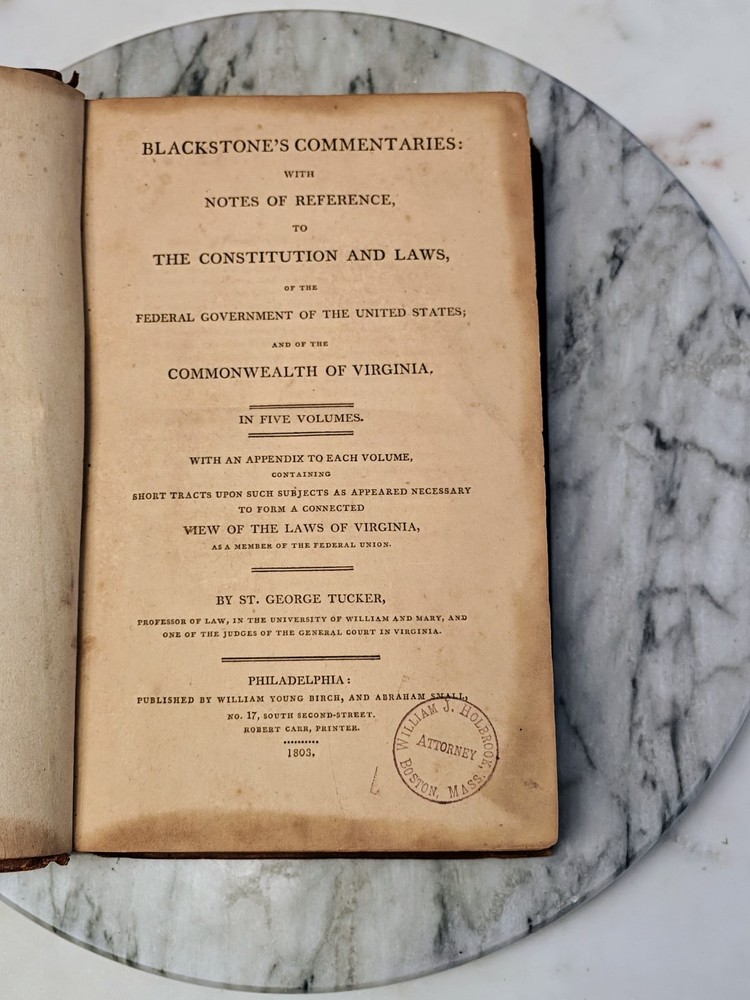 BLACKSTONE'S COMMENTARIES:
WITH
NOTES OF REFERENCE,
TO
THE CONSTITUTION AND LAWS,
OF THE
FEDERAL GOVERNMENT OF THE UNITED STATES;
AND OF THE
COMMONWEALTH OF VIRGINIA.
IN FIVE VOLUMES.
WITH AN APPENDIX TO EACH VOLUME,
CONTAINING
SHORT TRACTS UPON SUCH SUBJECTS AS APPEARED NECESSARY
TO FORM A CONNECTED
VIEW OF THE LAWS OF VIRGINIA,
AS A MEMBER OF THE FEDERAL UNION.
BY ST. GEORGE TUCKER,
PROFESSOR OF LAW, IN THE UNIVERSITY OF WILLIAM AND MARY, AND
ONE OF THE JUDGES OF THE GENERAL COURT IN VIRGINIA.
PHILADELPHIA:
PUBLISHED BY WILLIAM YOUNG BIRCH, AND ABRAHAM SMALL,
NO. 17, SOUTH SECOND-STREET.
ROBERT CARR, PRINTER.
1803.
WILLIAM J. HOLBROOK,
ATTORNEY
BOSTON, MASS.